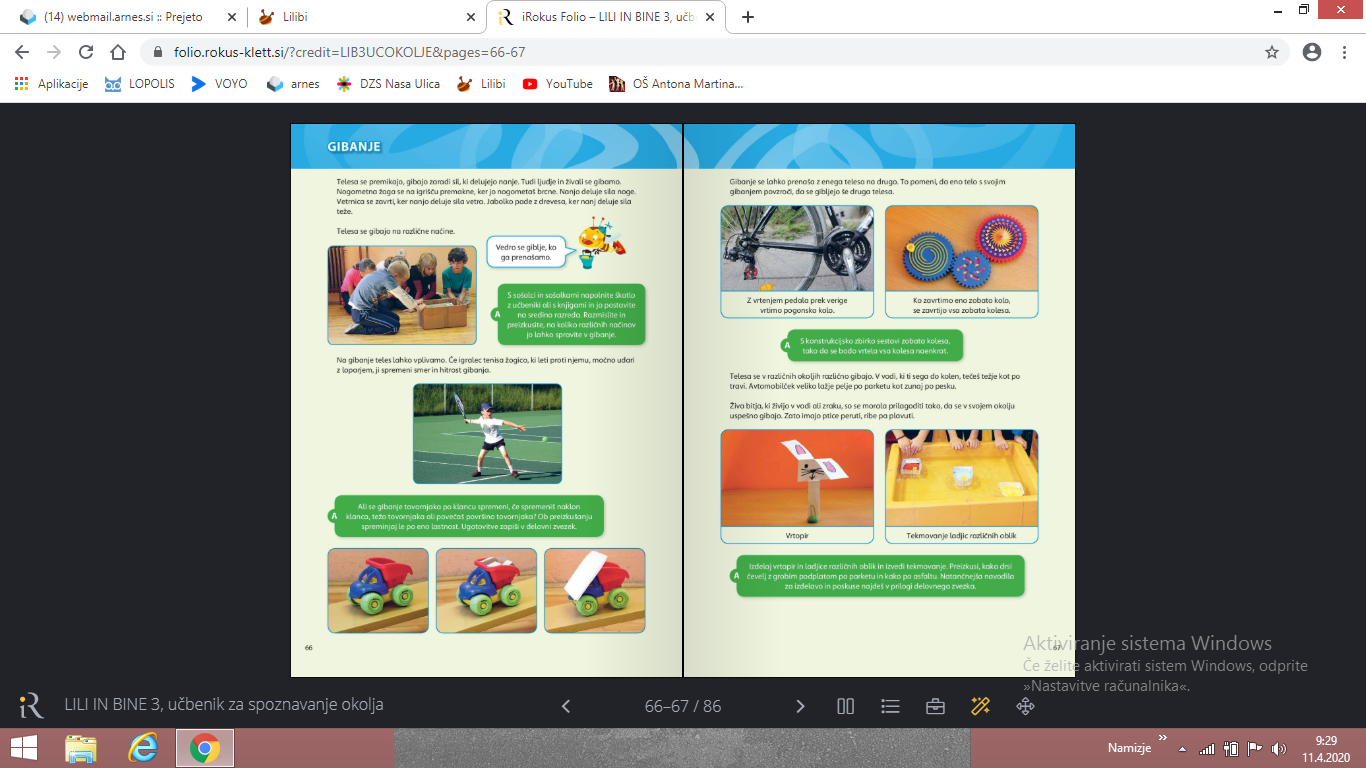 (14) webmail.arnes.si :: Prejeto
Lilibi
iRokus Folio – LILI IN BINE 3, učb
folio.rokus-klett.si/?credit=LIB3UCOKOLJE&pages=66-67
Aplikacije
LOPOLIS
VOYO
arnes
DZS Nasa Ulica
Lilibi
YouTube
OŠ Antona Martina...
GIBANJE
Telesa se premikajo, gibajo zaradi sil, ki delujejo nanje. Tudi ljudje in živali se gibamo.
Nogometna žoga se na igrišču premakne, ker jo nogometaš brcne. Nanjo deluje sila noge.
Vetrnica se zavrti, ker nanjo deluje sila vetra. Jabolko pade z drevesa, ker nanj deluje sila
teže.
Telesa se gibajo na različne načine.
Vedro se giblje, ko
ga prenašamo.
A
S sošolci in sošolkami napolnite škatlo
z učbeniki ali s knjigami in jo postavite
na sredino razreda. Razmislite in
preizkusite, na koliko različnih načinov
jo lahko spravite v gibanje.
Na gibanje teles lahko vplivamo. Če igralec tenisa žogico, ki leti proti njemu, močno udari
z loparjem, ji spremeni smer in hitrost gibanja.
A
Ali se gibanje tovornjaka po klancu spremeni, če spremeniš naklon
klanca, težo tovornjaka ali povečaš površino tovornjaka? Ob preizkušanju
spreminjaj le po eno lastnost. Ugotovitve zapiši v delovni zvezek.
66
Gibanje se lahko prenaša z enega telesa na drugo. To pomeni, da eno telo s svojim
gibanjem povzroči, da se gibljejo še druga telesa.
Z vrtenjem pedala prek verige
vrtimo pogonsko kolo.
Ko zavrtimo eno zobato kolo,
se zavrtijo vsa zobata kolesa.
A
S konstrukcijsko zbirko sestavi zobata kolesa,
tako da se bodo vrtela vsa kolesa naenkrat.
Telesa se v različnih okoljih različno gibajo. V vodi, ki ti sega do kolen, tečeš težje kot po
travi. Avtomobilček veliko lažje pelje po parketu kot zunaj po pesku.
Živa bitja, ki živijo v vodi ali zraku, so se morala prilagoditi tako, da se v svojem okolju
uspešno gibajo. Zato imajo ptice peruti, ribe pa plavuti.
Vrtopir
Tekmovanje ladjic različnih oblik
A
Izdelaj vrtopir in ladjice različnih oblik in izvedi tekmovanje. Preizkusi, kako drsi
čevelj z grobim podplatom po parketu in kako po asfaltu. Natančnejša navodila
za izdelavo in poskuse najdeš v prilogi delovnega zvezka.
67
Aktiviranje sistema Windows
Če želite aktivirati sistem Windows, odprite
»Nastavitve računalnika«.
iR
LILI IN BINE 3, učbenik za spoznavanje okolja
66–67 / 86
Namizje
9:29
11.4.2020